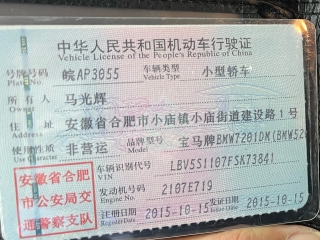 中华人民共和国机动车行驶证
Vehicle License of the People's Republic of China
号牌号码 皖AP3055 车辆类型 小型轿车
Plate No. Vehicle Type
所有人 马光辉
Owner
住址 安徽省合肥市小庙镇小庙街道建设路1号
Address
使用性质 非营运 品牌型号 宝马牌BMW7201DM(BMW52
Use Character Model
车辆识别代号 LBV5S1107FSK73841
VIN
安徽省合肥市公安局交通警察支队
发动机号码 2107E719
Engine No.
注册日期 2015-10-15 发证日期 2015-10-15
Register Date Issue Date